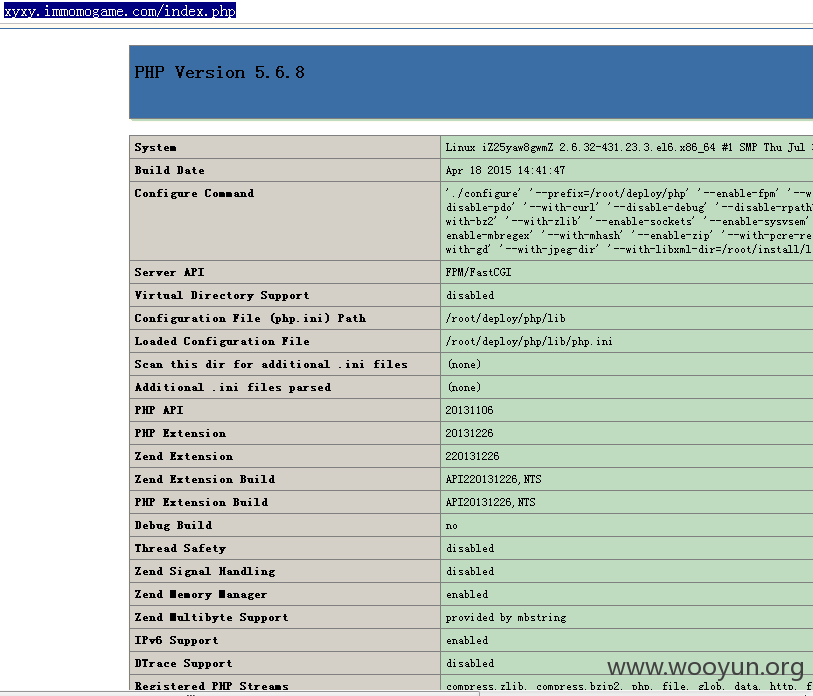 xyxy.immomogame.com/index.php
PHP Version 5.6.8
System Linux iZ25yaw8gwmZ 2.6.32-431.23.3.el6.x86_64 #1 SMP Thu Jul
Build Date Apr 18 2015 14:41:47
Configure Command './configure' '--prefix=/root/deploy/php' '--enable-fpm' '--w
disable-pdo' '--with-curl' '--disable-debug' '--disable-rpath'
with-bz2' '--with-zlib' '--enable-sockets' '--enable-sysvsem'
enable-mbregex' '--with-mhash' '--enable-zip' '--with-pcre-re
with-gd' '--with-jpeg-dir' '--with-libxml-dir=/root/install/l
Server API FPM/FastCGI
Virtual Directory Support disabled
Configuration File (php.ini) Path /root/deploy/php/lib
Loaded Configuration File /root/deploy/php/lib/php.ini
Scan this dir for additional .ini files (none)
Additional .ini files parsed (none)
PHP API 20131106
PHP Extension 20131226
Zend Extension 220131226
Zend Extension Build API220131226,NTS
PHP Extension Build API20131226,NTS
Debug Build no
Thread Safety disabled
Zend Signal Handling disabled
Zend Memory Manager enabled
Zend Multibyte Support provided by mbstring
IPv6 Support enabled
DTrace Support disabled
Registered PHP Streams compress.zlib, compress.bzip2, php, file, glob, data, http, f
www.wooyun.org